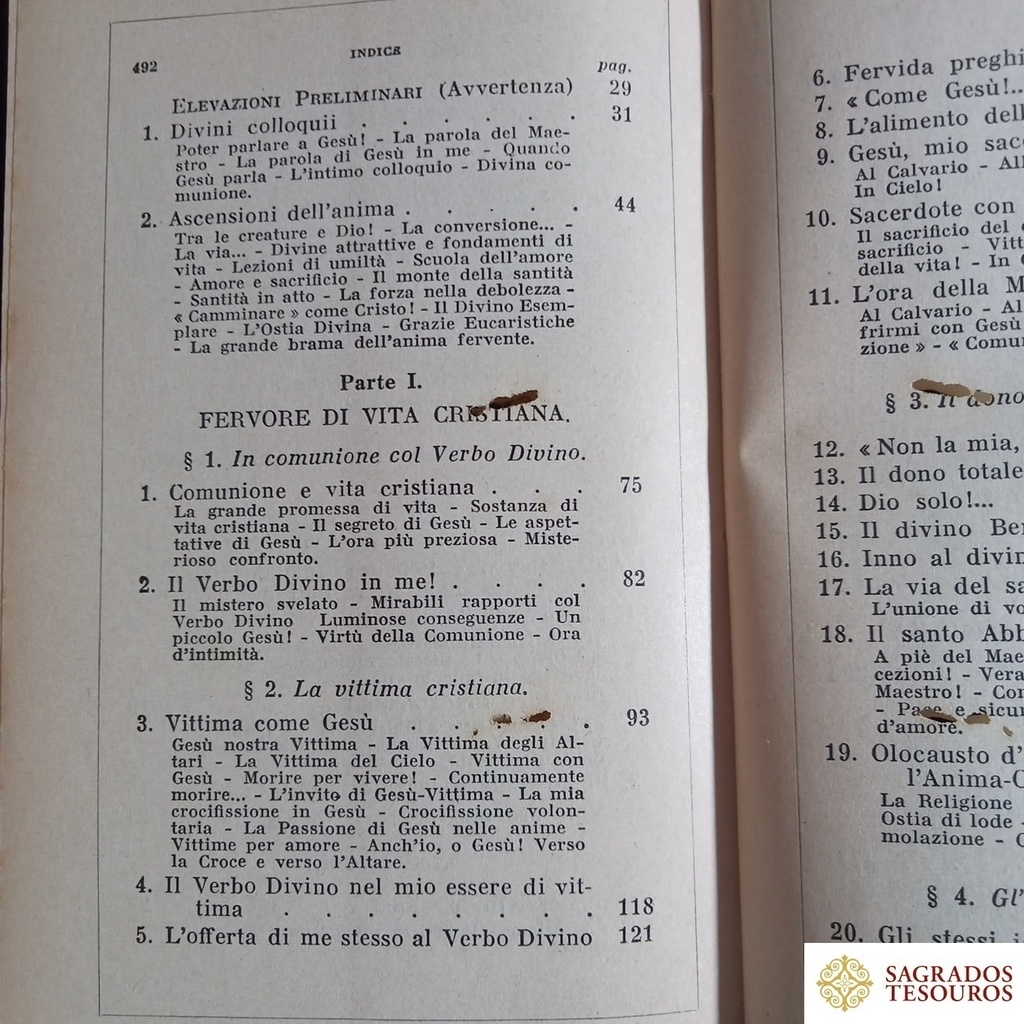 492
INDICE
pag.
ELEVAZIONI PRELIMINARI (Avvertenza) 29
1. Divini colloquii . . . . . . 31
Poter parlare a Gesù! - La parola del Mae-
stro - La parola di Gesù in me - Quando
Gesù parla - L'intimo colloquio - Divina co-
munione.
2. Ascensioni dell'anima . . . . . 44
Tra le creature e Dio! - La conversione... -
La via... - Divine attrattive e fondamenti di
vita - Lezioni di umiltà - Scuola dell'amore
- Amore e sacrificio - Il monte della santità
- Santità in atto - La forza nella debolezza -
« Camminare » come Cristo! - Il Divino Esem-
plare - L'Ostia Divina - Grazie Eucaristiche
- La grande brama dell'anima fervente.
Parte I.
FERVORE DI VITA CRISTIANA.
§ 1. In comunione col Verbo Divino.
1. Comunione e vita cristiana . . . 75
La grande promessa di vita - Sostanza di
vita cristiana - Il segreto di Gesù - Le aspet-
tative di Gesù - L'ora più preziosa - Miste-
rioso confronto.
2. Il Verbo Divino in me! . . . . 82
Il mistero svelato - Mirabili rapporti col
Verbo Divino Luminose conseguenze - Un
piccolo Gesù! - Virtù della Comunione - Ora
d'intimità.
§ 2. La vittima cristiana.
3. Vittima come Gesù . . . . . 93
Gesù nostra Vittima - La Vittima degli Al-
tari - La Vittima del Cielo - Vittima con
Gesù - Morire per vivere! - Continuamente
morire... - L'invito di Gesù-Vittima - La mia
crocifissione in Gesù - Crocifissione volon-
taria - La Passione di Gesù nelle anime -
Vittime per amore - Anch'io, o Gesù! Verso
la Croce e verso l'Altare.
4. Il Verbo Divino nel mio essere di vit-
tima . . . . . . . . 118
5. L'offerta di me stesso al Verbo Divino 121
6. Fervida preghi
7. « Come Gesù!..
8. L'alimento dell
9. Gesù, mio sac
Al Calvario - All
In Cielo!
10. Sacerdote con
Il sacrificio del
sacrificio - Vitt
della vita! - In
11. L'ora della M
Al Calvario - Al
frirmi con Gesù
zione » - « Comu
§ 3. Il dono
12. « Non la mia,
13. Il dono totale
14. Dio solo!...
15. Il divino Be
16. Inno al divin
17. La via del sa
L'unione di vo
18. Il santo Abb
A piè del Mae
cezioni! - Vera
Maestro! - Con
- Pace e sicu
d'amore.
19. Olocausto d'
l'Anima-C
La Religione
Ostia di lode -
molazione -
§ 4. Gl'
20. Gli stessi i
SAGRADOS
TESOUROS